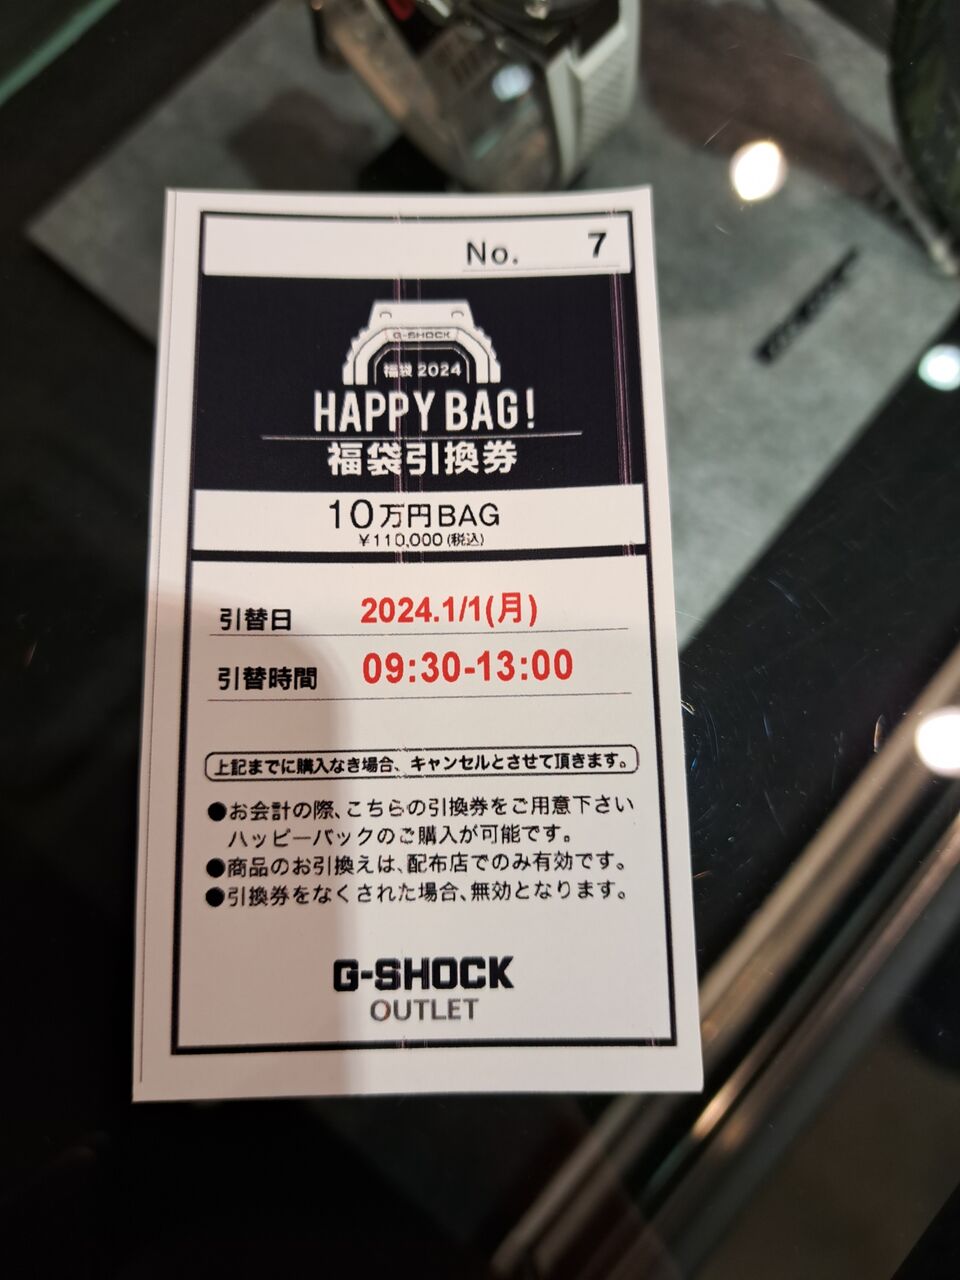 No. 7
G-SHOCK
福袋 2024
HAPPY BAG!
福袋引換券
10万円BAG
¥110,000 (税込)
引替日 2024.1/1(月)
引替時間 09:30-13:00
上記までに購入なき場合、キャンセルとさせて頂きます。
●お会計の際、こちらの引換券をご用意下さい
ハッピーバックのご購入が可能です。
●商品のお引換えは、配布店でのみ有効です。
●引換券をなくされた場合、無効となります。
G-SHOCK
OUTLET